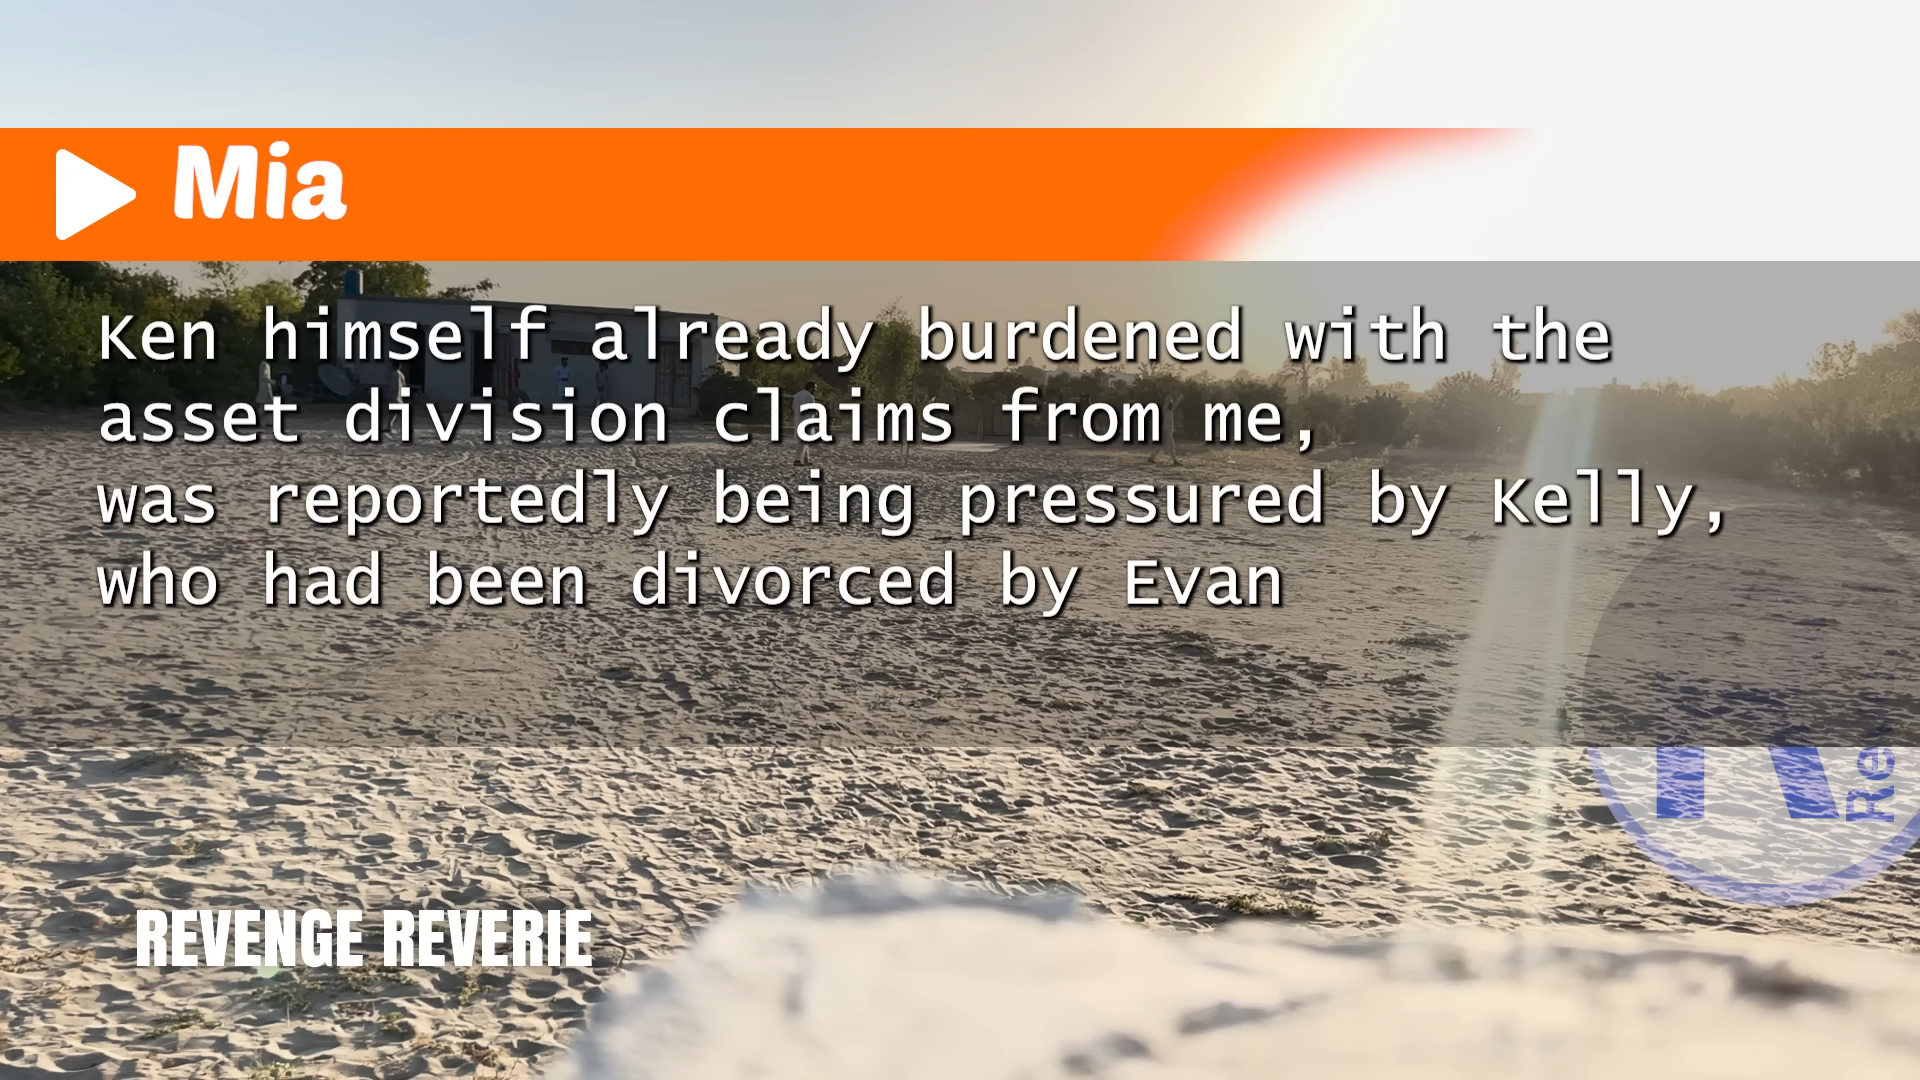 Mia
Ken himself already burdened with the
asset division claims from me,
was reportedly being pressured by Kelly,
who had been divorced by Evan
Re
REVENGE REVERIE